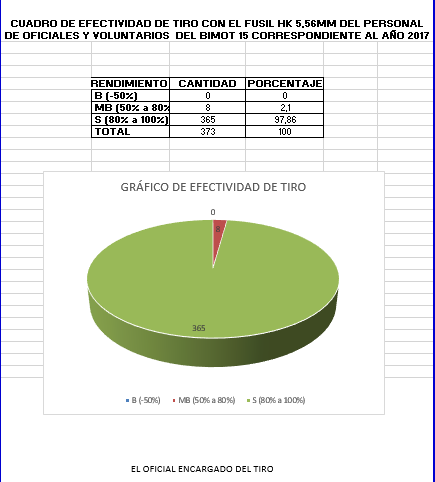 CUADRO DE EFECTIVIDAD DE TIRO CON EL FUSIL HK 5,56MM DEL PERSONAL
DE OFICIALES Y VOLUNTARIOS DEL BIMOT 15 CORRESPONDIENTE AL AÑO 2017
RENDIMIENTO CANTIDAD PORCENTAJE
B (-50%) 0 0
MB (50% a 80% 8 2,1
S (80% a 100%) 365 97,86
TOTAL 373 100
GRÁFICO DE EFECTIVIDAD DE TIRO
0
8
365
B (-50%) MB (50% a 80%) S (80% a 100%)
EL OFICIAL ENCARGADO DEL TIRO